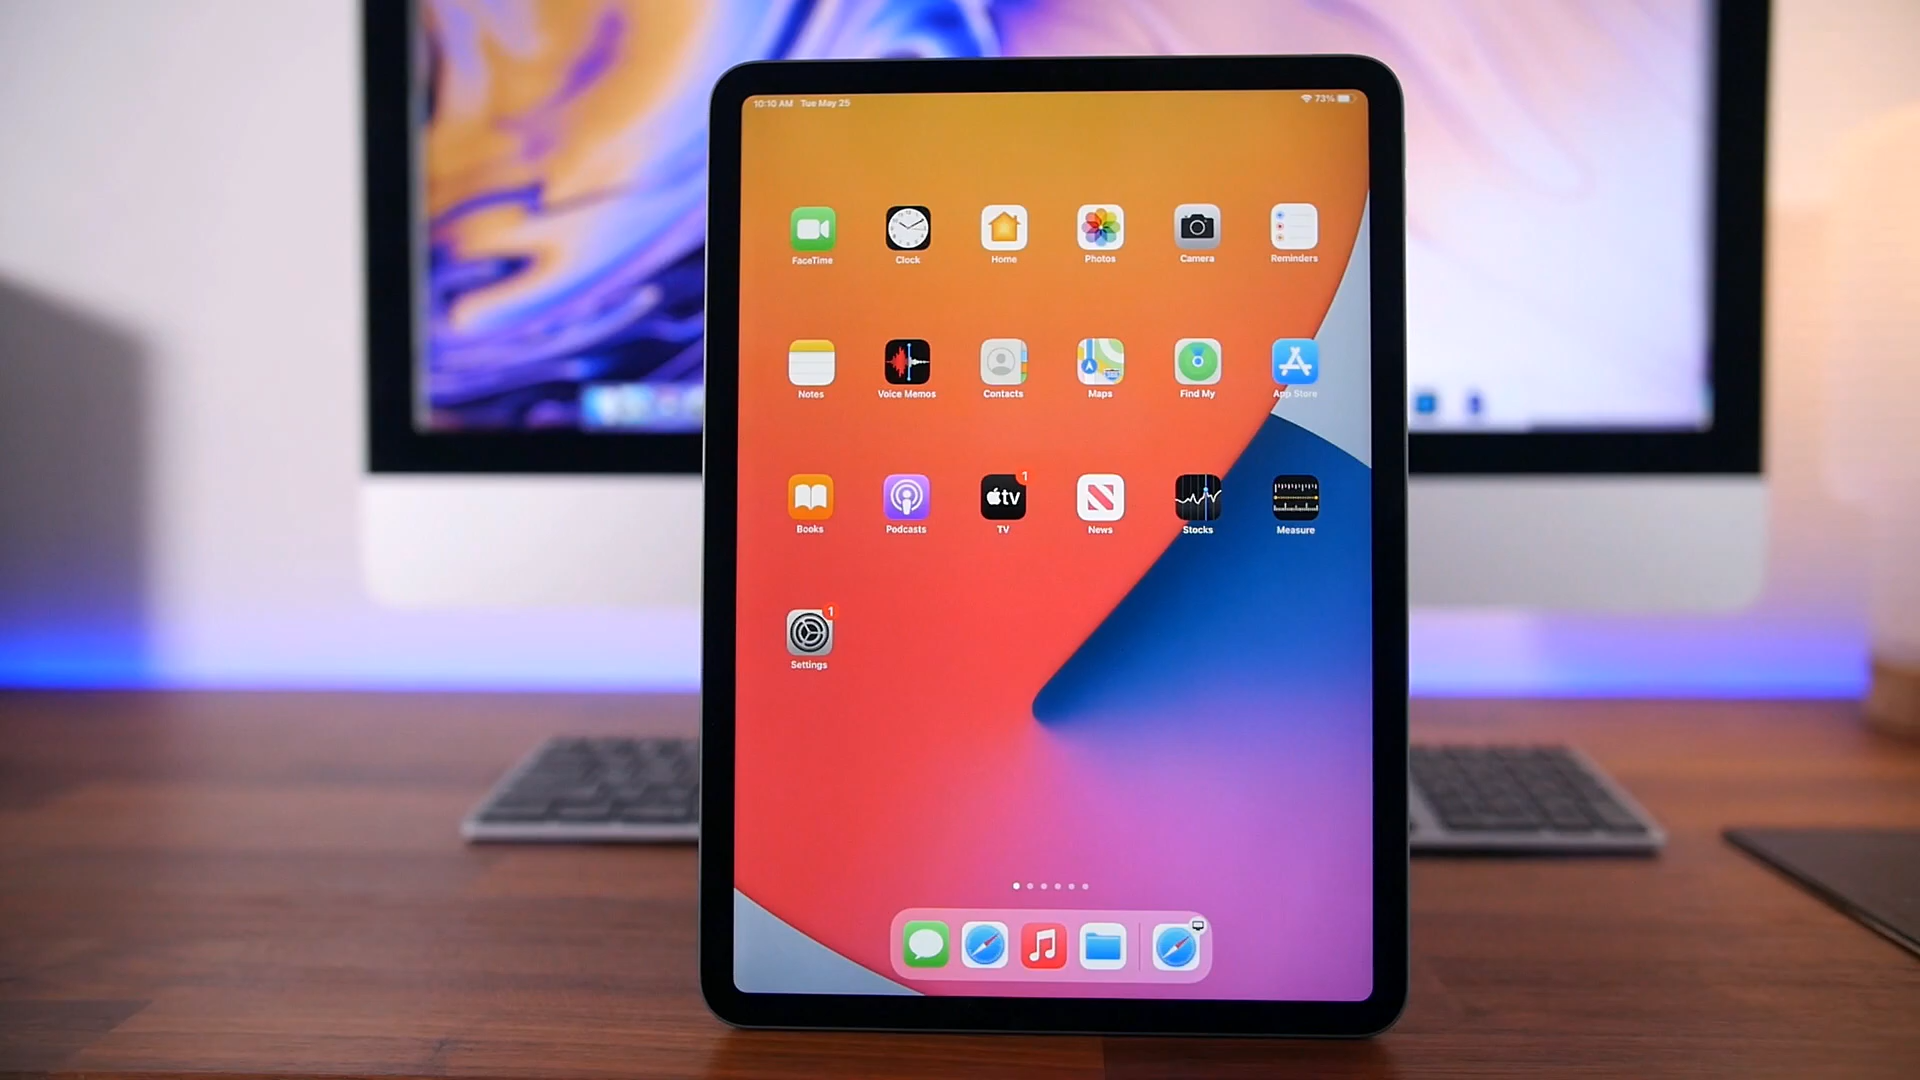 10:10 AM Tue May 25 73%
FaceTime Clock Home Photos Camera Reminders
Notes Voice Memos Contacts Maps Find My App Store
1
tv
Books Podcasts TV News Stocks Measure
1
Settings